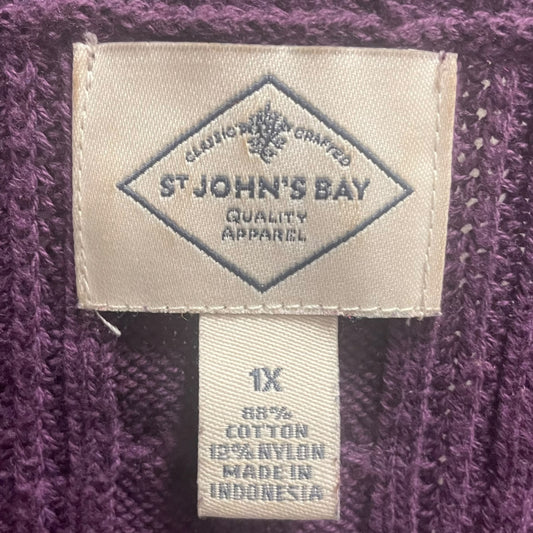 CLASSIC CRAFTED
ST JOHN'S BAY
QUALITY
APPAREL
1X
88%
COTTON
12% NYLON
MADE IN
INDONESIA